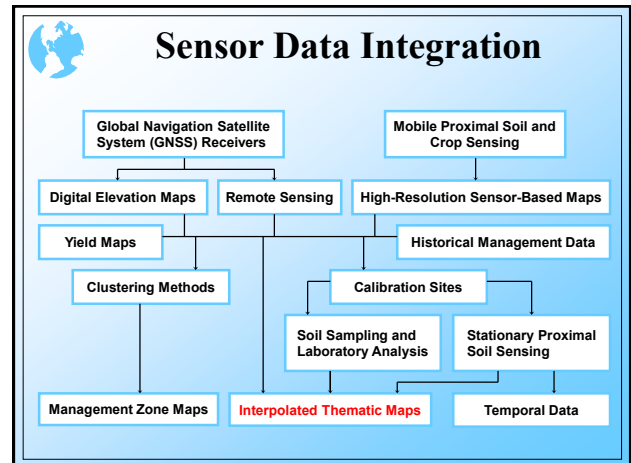 Sensor Data Integration
Global Navigation Satellite
System (GNSS) Receivers
Mobile Proximal Soil and
Crop Sensing
Digital Elevation Maps
Remote Sensing
High-Resolution Sensor-Based Maps
Yield Maps
Historical Management Data
Clustering Methods
Calibration Sites
Soil Sampling and
Laboratory Analysis
Stationary Proximal
Soil Sensing
Management Zone Maps
Interpolated Thematic Maps
Temporal Data